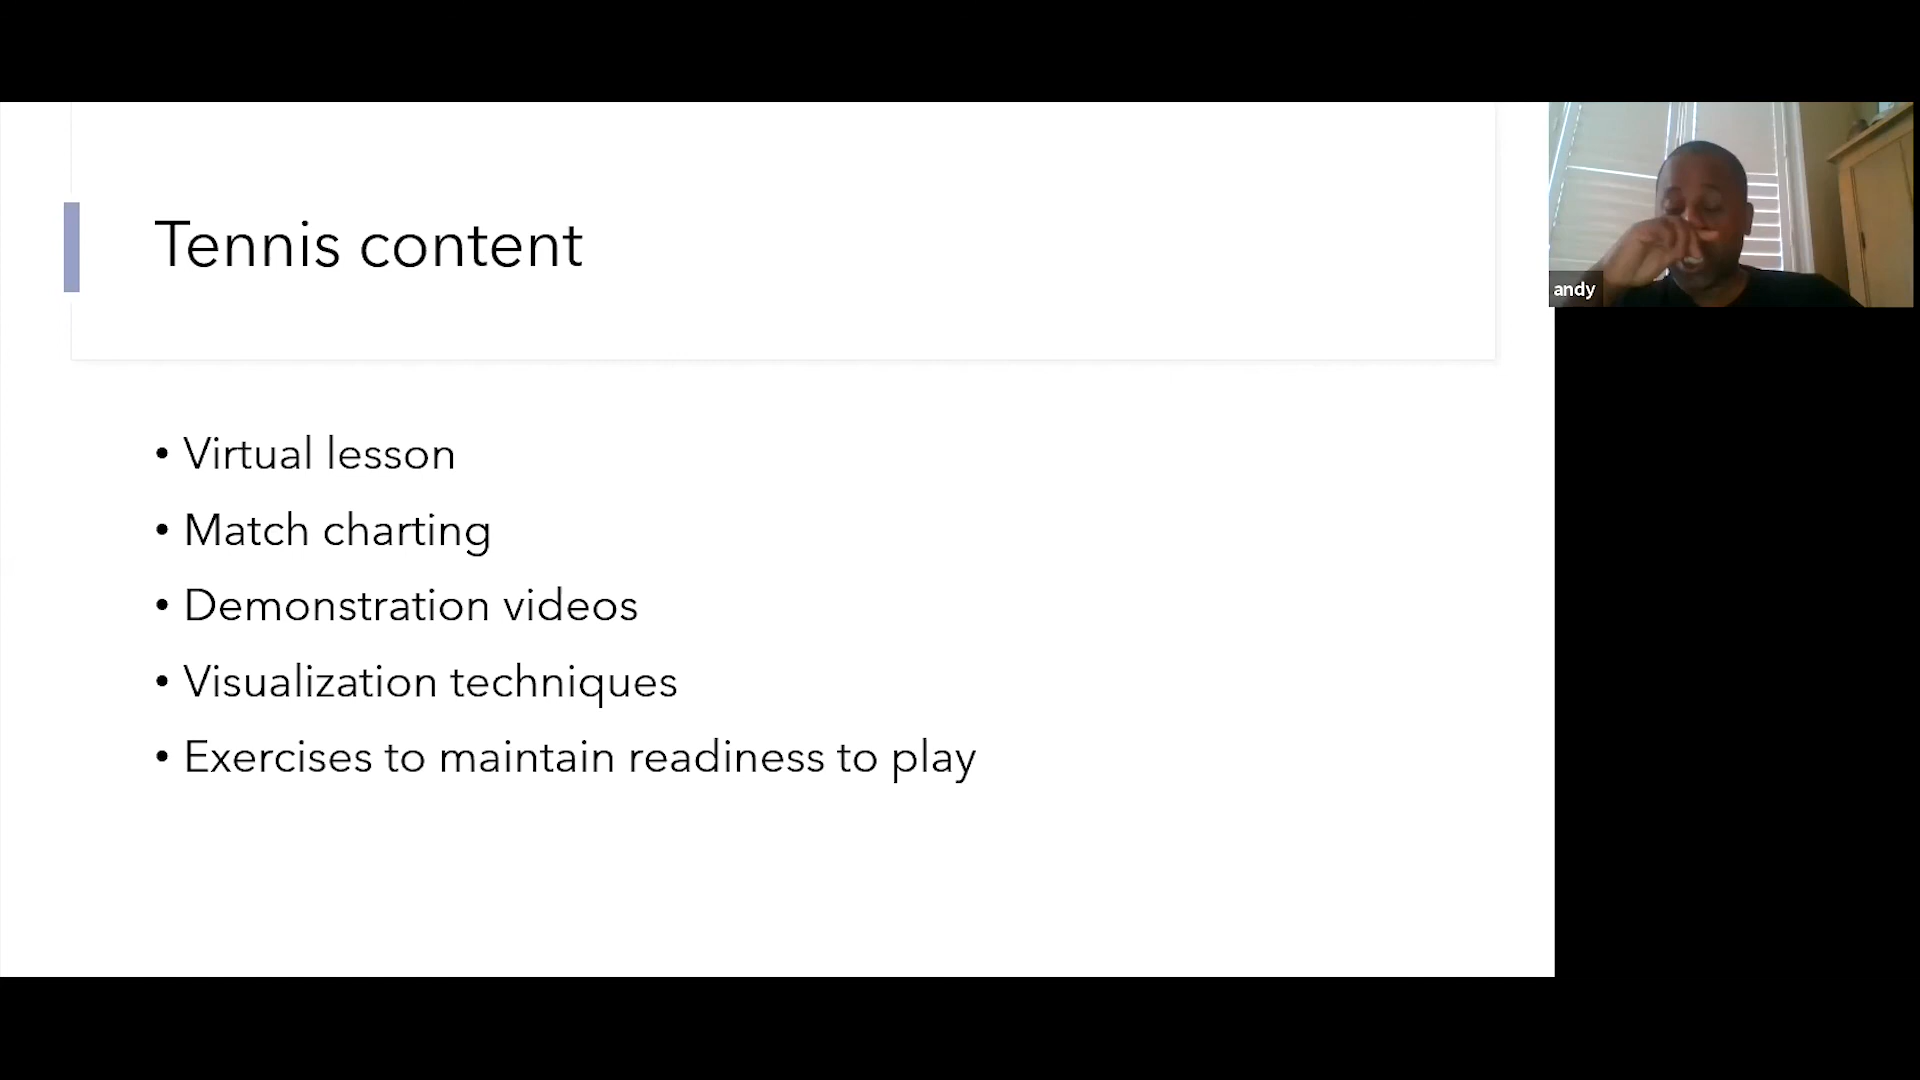 Tennis content
• Virtual lesson
• Match charting
• Demonstration videos
• Visualization techniques
• Exercises to maintain readiness to play
andy